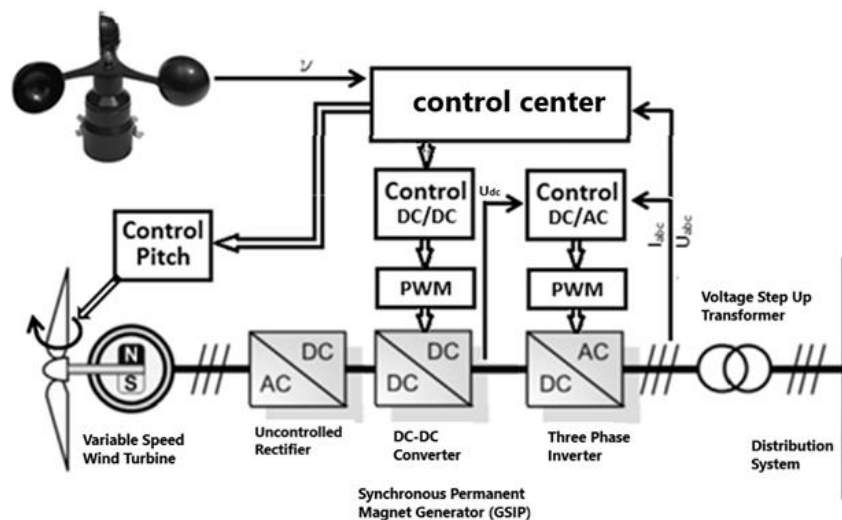 ν
control center
Control
DC/DC
Udc
Control
DC/AC
Iabc
Uabc
Control
Pitch
PWM
PWM
Voltage Step Up
Transformer
N
S
DC
AC
DC
DC
AC
DC
Variable Speed
Wind Turbine
Uncontrolled
Rectifier
DC-DC
Converter
Three Phase
Inverter
Distribution
System
Synchronous Permanent
Magnet Generator (GSIP)